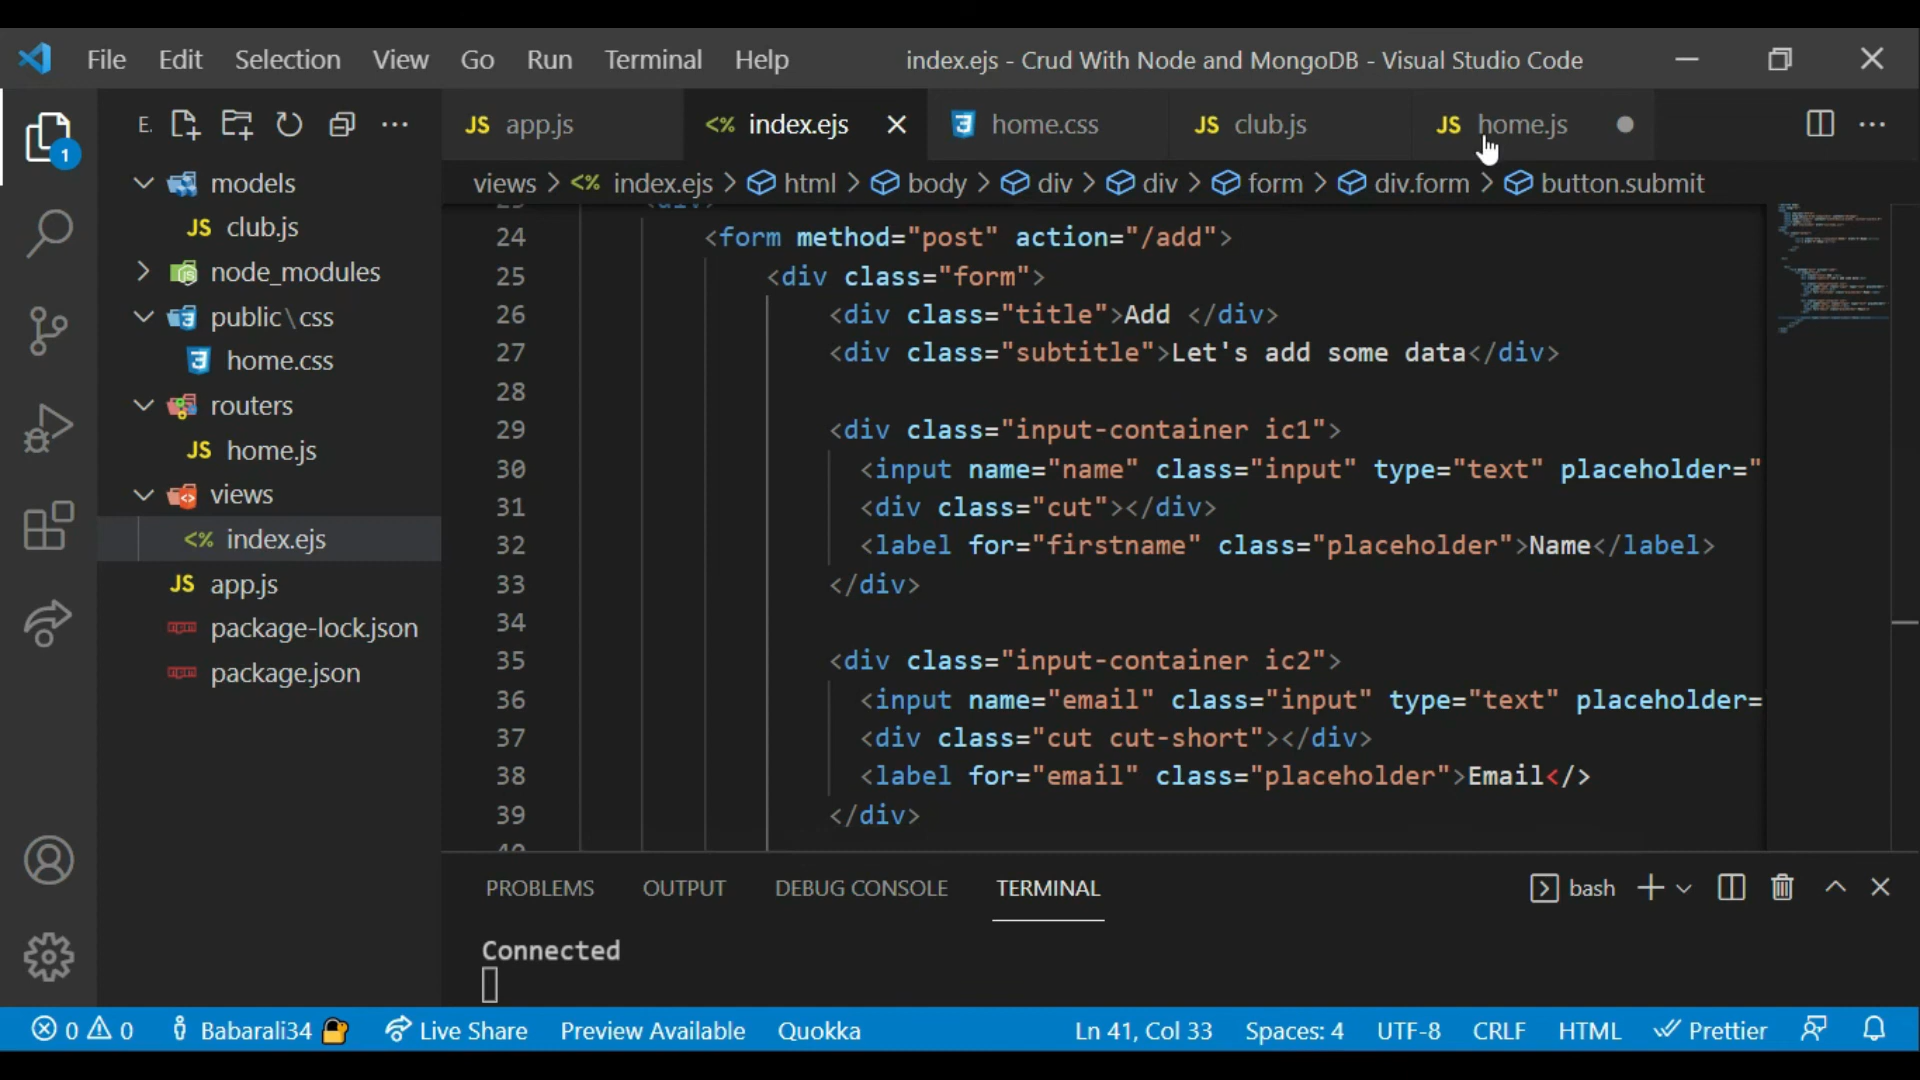 File Edit Selection View Go Run Terminal Help index.ejs - Crud With Node and MongoDB - Visual Studio Code
E.
JS app.js <% index.ejs home.css JS club.js JS home.js
views > <% index.ejs > html > body > div > div > form > div.form > button.submit
1
models
JS club.js
node_modules
public\css
home.css
routers
JS home.js
views
<% index.ejs
JS app.js
package-lock.json
package.json
24 <form method="post" action="/add">
25 <div class="form">
26 <div class="title">Add </div>
27 <div class="subtitle">Let's add some data</div>
28
29 <div class="input-container ic1">
30 <input name="name" class="input" type="text" placeholder="
31 <div class="cut"></div>
32 <label for="firstname" class="placeholder">Name</label>
33 </div>
34
35 <div class="input-container ic2">
36 <input name="email" class="input" type="text" placeholder=
37 <div class="cut cut-short"></div>
38 <label for="email" class="placeholder">Email</>
39 </div>
PROBLEMS OUTPUT DEBUG CONSOLE TERMINAL bash
Connected
0 0 Babarali34 Live Share Preview Available Quokka Ln 41, Col 33 Spaces: 4 UTF-8 CRLF HTML Prettier